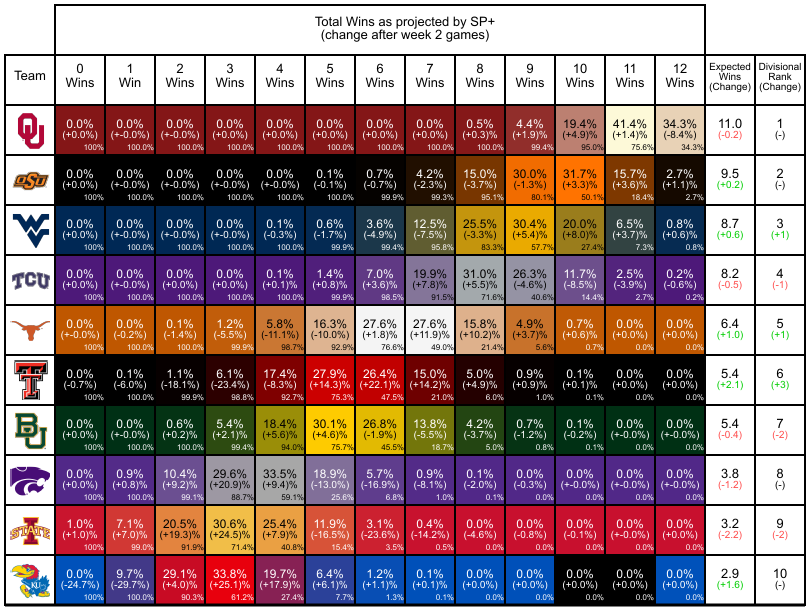 Total Wins as projected by SP+
(change after week 2 games)
Team 0 Wins 1 Win 2 Wins 3 Wins 4 Wins 5 Wins 6 Wins 7 Wins 8 Wins 9 Wins 10 Wins 11 Wins 12 Wins Expected Wins (Change) Divisional Rank (Change)
OU 0.0% 0.0% 0.0% 0.0% 0.0% 0.0% 0.0% 0.0% 0.5% 4.4% 19.4% 41.4% 34.3% 11.0 1
(+0.0%) (+-0.0%) (+-0.0%) (+-0.0%) (+-0.0%) (+-0.0%) (+0.0%) (+0.0%) (+0.3)% (+1.9)% (+4.9)% (+1.4)% (-8.4)% (-0.2) (-)
100% 100.0% 100.0% 100.0% 100.0% 100.0% 100.0% 100.0% 100.0% 99.4% 95.0% 75.6% 34.3%
OSU 0.0% 0.0% 0.0% 0.0% 0.0% 0.1% 0.7% 4.2% 15.0% 30.0% 31.7% 15.7% 2.7% 9.5 2
(+0.0%) (+-0.0%) (+-0.0%) (+-0.0%) (+-0.0%) (-0.1)% (-0.7)% (-2.3)% (-3.7)% (-1.3)% (+3.3)% (+3.6)% (+1.1)% (+0.2) (-)
100% 100.0% 100.0% 100.0% 100.0% 100.0% 99.9% 99.3% 95.1% 80.1% 50.1% 18.4% 2.7%
WV 0.0% 0.0% 0.0% 0.0% 0.1% 0.6% 3.6% 12.5% 25.5% 30.4% 20.0% 6.5% 0.8% 8.7 3
(+0.0%) (+-0.0%) (+-0.0%) (+-0.0%) (-0.3)% (-1.7)% (-4.9)% (-7.5)% (-3.3)% (+5.4)% (+8.0)% (+3.7)% (+0.6)% (+0.6) (+1)
100% 100.0% 100.0% 100.0% 100.0% 99.9% 99.4% 95.8% 83.3% 57.7% 27.4% 7.3% 0.8%
TCU 0.0% 0.0% 0.0% 0.0% 0.1% 1.4% 7.0% 19.9% 31.0% 26.3% 11.7% 2.5% 0.2% 8.2 4
(+0.0%) (+0.0%) (+0.0%) (+0.0%) (+0.1)% (+0.8)% (+3.6)% (+7.8)% (+5.5)% (-4.6)% (-8.5)% (-3.9)% (-0.6)% (-0.5) (-1)
100% 100.0% 100.0% 100.0% 100.0% 99.9% 98.5% 91.5% 71.6% 40.6% 14.4% 2.7% 0.2%
0.0% 0.0% 0.1% 1.2% 5.8% 16.3% 27.6% 27.6% 15.8% 4.9% 0.7% 0.0% 0.0% 6.4 5
(+-0.0%) (-0.2)% (-1.4)% (-5.5)% (-11.1)% (-10.0)% (+1.8)% (+11.9)% (+10.2)% (+3.7)% (+0.6)% (+0.0)% (+0.0%) (+1.0) (+1)
100% 100.0% 100.0% 99.9% 98.7% 92.9% 76.6% 49.0% 21.4% 5.6% 0.7% 0.0% 0.0%
0.0% 0.1% 1.1% 6.1% 17.4% 27.9% 26.4% 15.0% 5.0% 0.9% 0.1% 0.0% 0.0% 5.4 6
(-0.7%) (-6.0)% (-18.1)% (-23.4)% (-8.3)% (+14.3)% (+22.1)% (+14.2)% (+4.9)% (+0.9)% (+0.1)% (+0.0%) (+0.0%) (+2.1) (+3)
100% 100.0% 99.9% 98.8% 92.7% 75.3% 47.5% 21.0% 6.0% 1.0% 0.1% 0.0% 0.0%
BU 0.0% 0.0% 0.6% 5.4% 18.4% 30.1% 26.8% 13.8% 4.2% 0.7% 0.1% 0.0% 0.0% 5.4 7
(+0.0%) (+-0.0%) (+0.2)% (+2.1)% (+5.6)% (+4.6)% (-1.9)% (-5.5)% (-3.7)% (-1.2)% (-0.2)% (+-0.0%) (+-0.0%) (-0.4) (-2)
100% 100.0% 100.0% 99.4% 94.0% 75.7% 45.5% 18.7% 5.0% 0.8% 0.1% 0.0% 0.0%
0.0% 0.9% 10.4% 29.6% 33.5% 18.9% 5.7% 0.9% 0.1% 0.0% 0.0% 0.0% 0.0% 3.8 8
(+0.0%) (+0.8)% (+9.2)% (+20.9)% (+9.4)% (-13.0)% (-16.9)% (-8.1)% (-2.0)% (-0.3)% (+-0.0%) (+-0.0%) (+0.0%) (-1.2) (-)
100% 100.0% 99.1% 88.7% 59.1% 25.6% 6.8% 1.0% 0.1% 0.0% 0.0% 0.0% 0.0%
STATE 1.0% 7.1% 20.5% 30.6% 25.4% 11.9% 3.1% 0.4% 0.0% 0.0% 0.0% 0.0% 0.0% 3.2 9
(+1.0)% (+7.0)% (+19.3)% (+24.5)% (+7.9)% (-16.5)% (-23.6)% (-14.2)% (-4.6)% (-0.8)% (-0.1)% (+-0.0)% (+0.0%) (-2.2) (-2)
100% 99.0% 91.9% 71.4% 40.8% 15.4% 3.5% 0.5% 0.0% 0.0% 0.0% 0.0% 0.0%
KU 0.0% 9.7% 29.1% 33.8% 19.7% 6.4% 1.2% 0.1% 0.0% 0.0% 0.0% 0.0% 0.0% 2.9 10
(-24.7%) (-29.7)% (+4.0)% (+25.1)% (+17.9)% (+6.1)% (+1.1)% (+0.1)% (+0.0)% (+0.0%) (+0.0%) (+0.0%) (+0.0%) (+1.6) (-)
100% 100.0% 90.3% 61.2% 27.4% 7.7% 1.3% 0.1% 0.0% 0.0% 0.0% 0.0% 0.0%